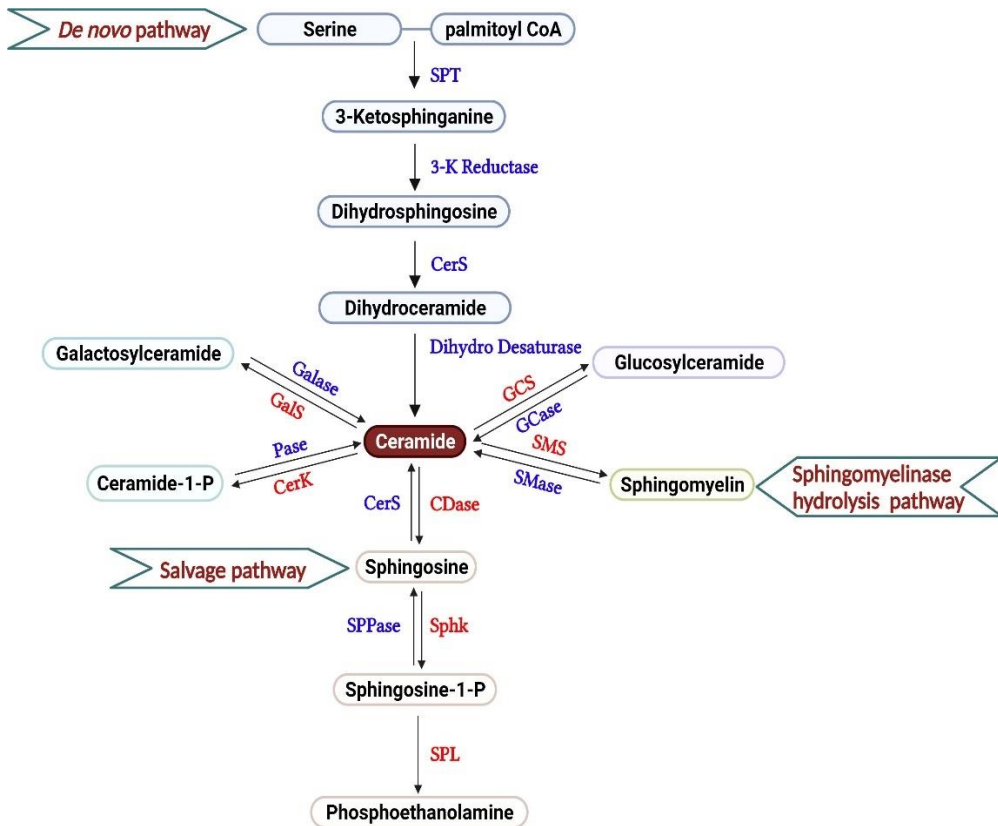 De novo pathway
Serine
palmitoyl CoA
SPT
3-Ketosphinganine
3-K Reductase
Dihydrosphingosine
CerS
Dihydroceramide
Dihydro Desaturase
Galactosylceramide
Glucosylceramide
Galase
GalS
GCS
GCase
Ceramide
Pase
CerK
SMS
SMase
Ceramide-1-P
Sphingomyelin
Sphingomyelinase
hydrolysis pathway
CerS
CDase
Salvage pathway
Sphingosine
SPPase
Sphk
Sphingosine-1-P
SPL
Phosphoethanolamine